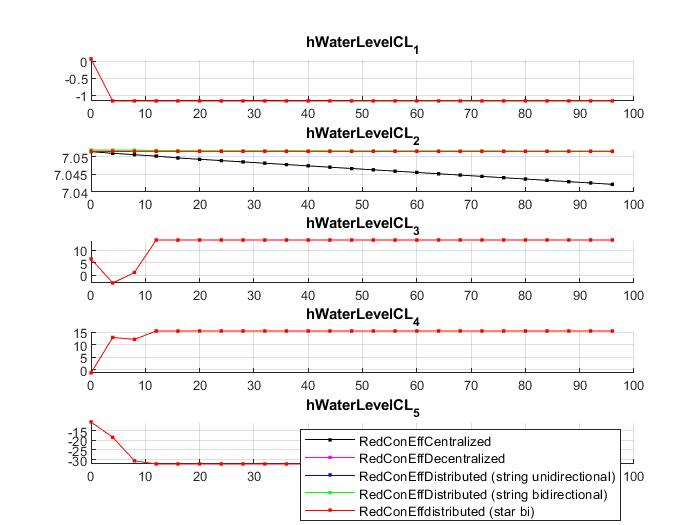 hWaterLevelCL1
0
-0.5
-1
0 10 20 30 40 50 60 70 80 90 100
hWaterLevelCL2
7.05
7.045
7.04
0 10 20 30 40 50 60 70 80 90 100
hWaterLevelCL3
10
5
0
0 10 20 30 40 50 60 70 80 90 100
hWaterLevelCL4
15
10
5
0
0 10 20 30 40 50 60 70 80 90 100
hWaterLevelCL5
-15
-20
-25
-30
0 10 20 30 100
RedConEffCentralized
RedConEffDecentralized
RedConEffDistributed (string unidirectional)
RedConEffDistributed (string bidirectional)
RedConEffdistributed (star bi)